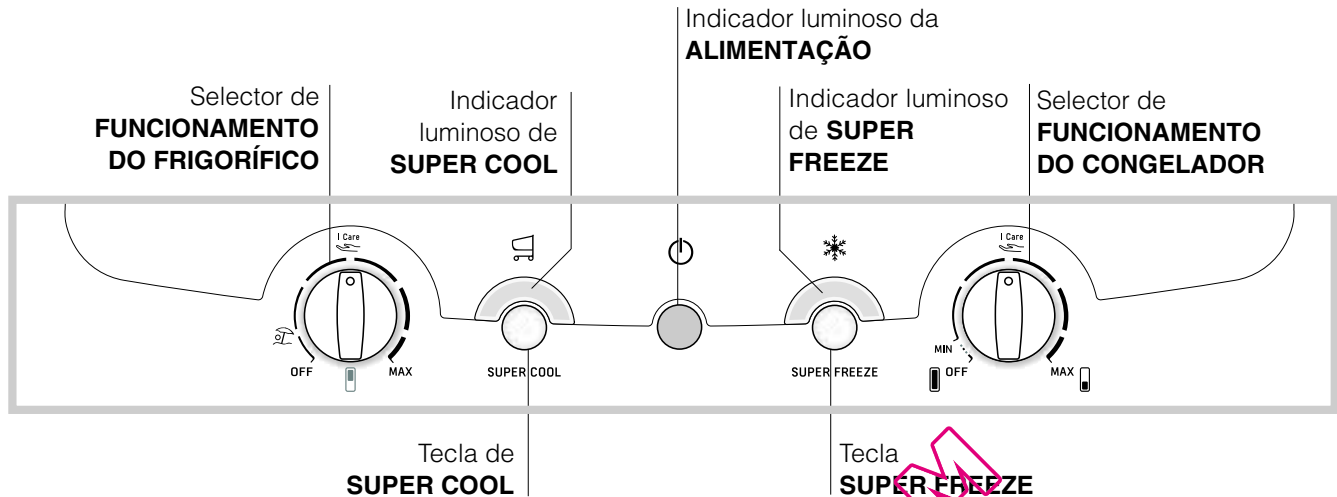 Indicador luminoso da
ALIMENTAÇÃO
Selector de
FUNCIONAMENTO
DO FRIGORÍFICO
Indicador
luminoso de
SUPER COOL
Indicador luminoso
de SUPER
FREEZE
Selector de
FUNCIONAMENTO
DO CONGELADOR
I Care
OFF
MAX
SUPER COOL
SUPER FREEZE
I Care
MIN
OFF
MAX
Tecla de
SUPER COOL
Tecla
SUPER FREEZE